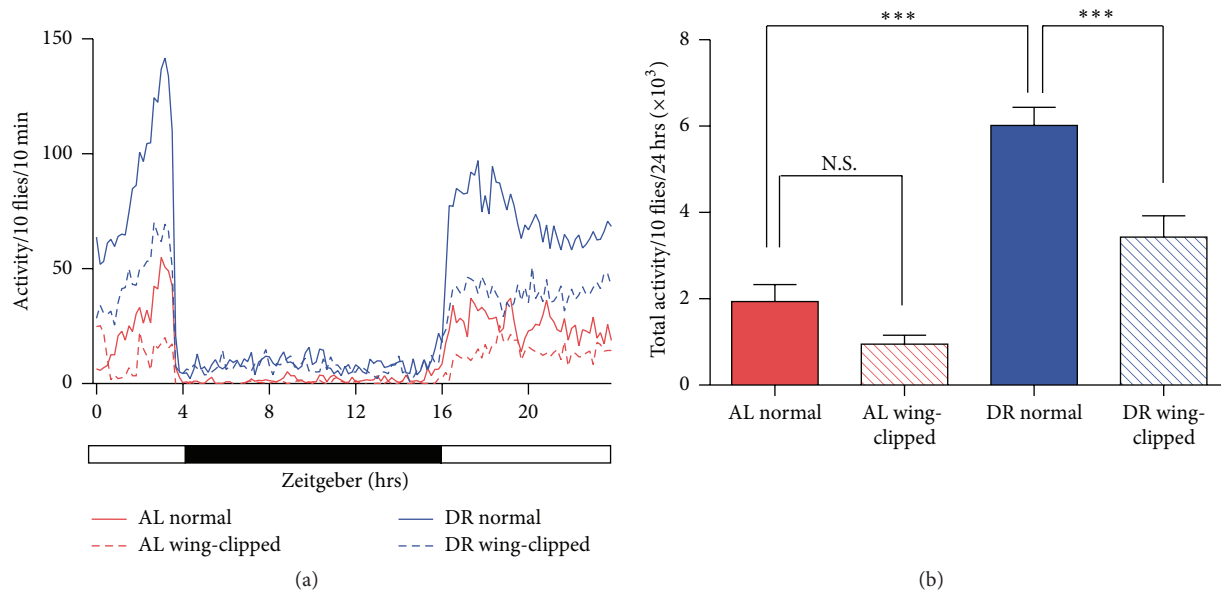 150
100
50
0
Activity/10 flies/10 min
0 4 8 12 16 20
Zeitgeber (hrs)
AL normal
AL wing-clipped
DR normal
DR wing-clipped
(a)
8
6
4
2
0
Total activity/10 flies/24 hrs (×10³)
***
***
N.S.
AL normal
AL wing-
clipped
DR normal
DR wing-
clipped
(b)